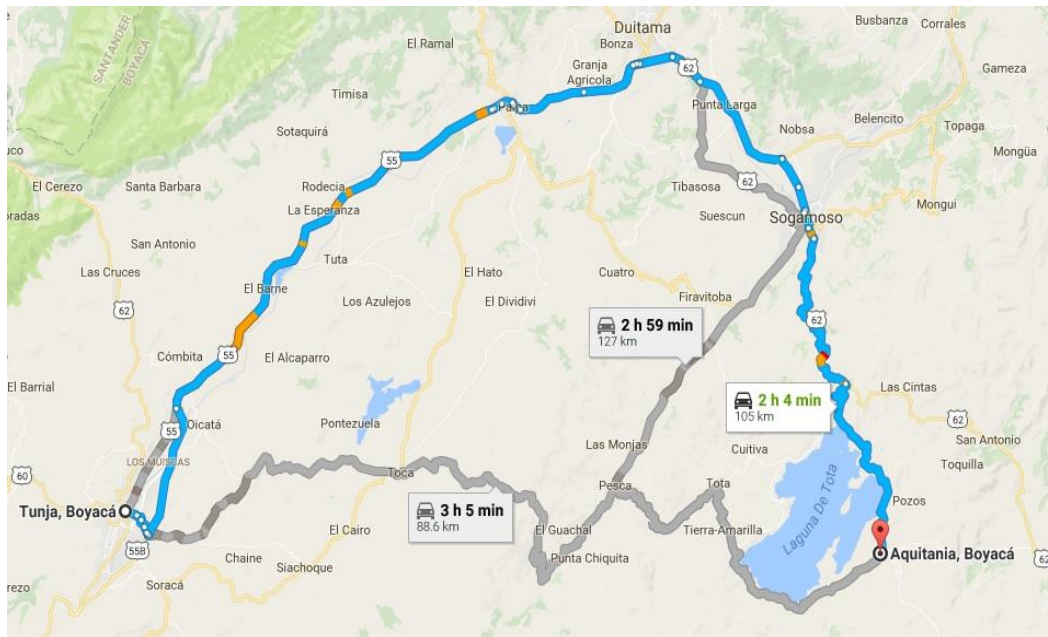 Duitama
Busbanza
Corrales
El Ramal
Bonza
SANTANDER
BOYACÁ
Granja
Agricola
62
Gameza
Timisa
Paipa
Punta Larga
Belencito
Topaga
Sotaquirá
Nobsa
Mongüa
55
El Cerezo
Santa Barbara
Rodecia
Tibasosa
62
La Esperanza
Suescun
Sogamoso
Mongui
San Antonio
Tuta
Las Cruces
El Hato
Cuatro
El Barne
Los Azulejos
El Dividivi
Firavitoba
62
62
2 h 59 min
127 km
Cómbita
55
El Alcaparro
El Barrial
Las Cintas
2 h 4 min
105 km
62
Oicatá
Pontezuela
55
Las Monjas
Cuitiva
San Antonio
LOS MUISCAS
Toquilla
60
Toca
Pesca
Tota
Pozos
Tunja, Boyacá
3 h 5 min
88.6 km
El Cairo
El Guachal
Tierra-Amarilla
Laguna De Tota
55B
Chaine
Siachoque
Punta Chiquita
Aquitania, Boyacá
62
Soracá